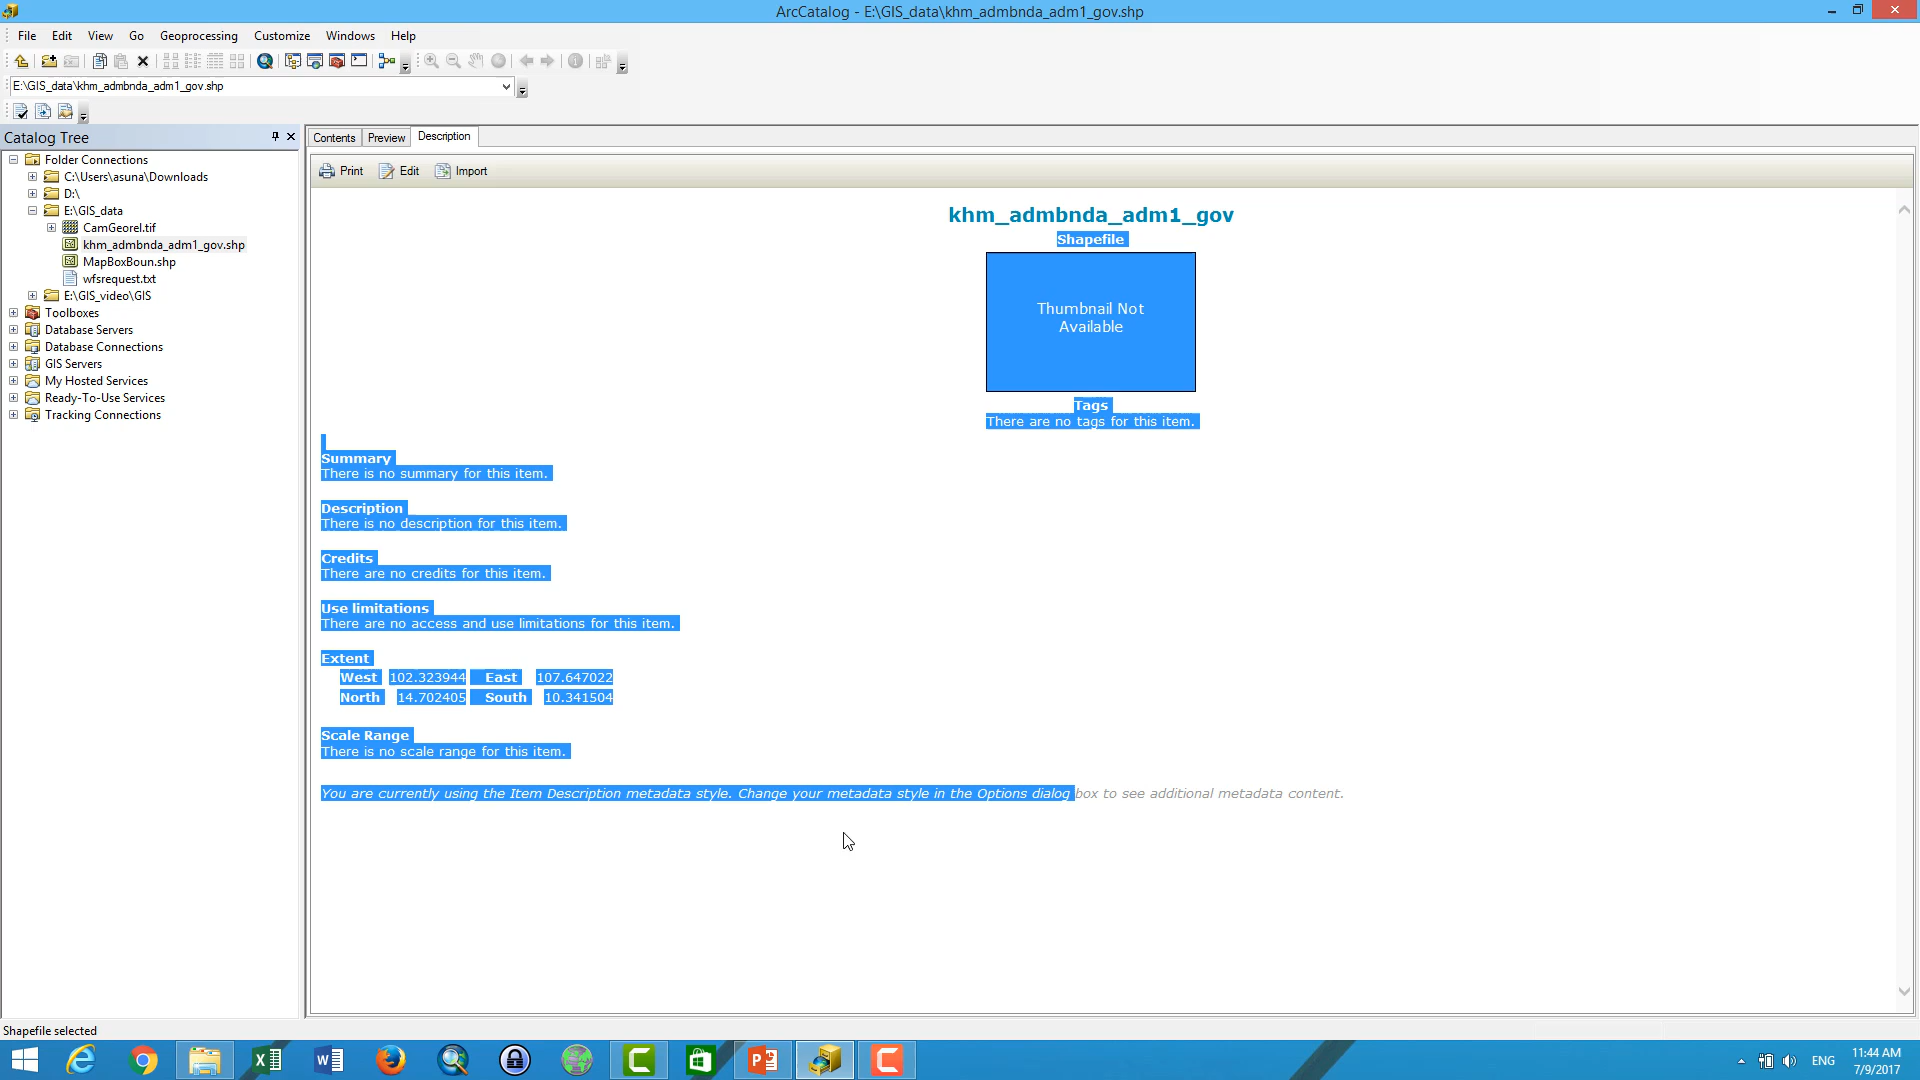 ArcCatalog - E:\GIS_data\khm_admbnda_adm1_gov.shp
File Edit View Go Geoprocessing Customize Windows Help
E:\GIS_data\khm_admbnda_adm1_gov.shp
Catalog Tree
Folder Connections
C:\Users\asuna\Downloads
D:\
E:\GIS_data
CamGeorel.tif
khm_admbnda_adm1_gov.shp
MapBoxBoun.shp
wfsrequest.txt
E:\GIS_video\GIS
Toolboxes
Database Servers
Database Connections
GIS Servers
My Hosted Services
Ready-To-Use Services
Tracking Connections
Contents Preview Description
Print Edit Import
khm_admbnda_adm1_gov
Shapefile
Thumbnail Not
Available
Tags
There are no tags for this item.
Summary
There is no summary for this item.
Description
There is no description for this item.
Credits
There are no credits for this item.
Use limitations
There are no access and use limitations for this item.
Extent
West 102.323944 East 107.647022
North 14.702405 South 10.341504
Scale Range
There is no scale range for this item.
You are currently using the Item Description metadata style. Change your metadata style in the Options dialog box to see additional metadata content.
Shapefile selected
ENG
11:44 AM
7/9/2017